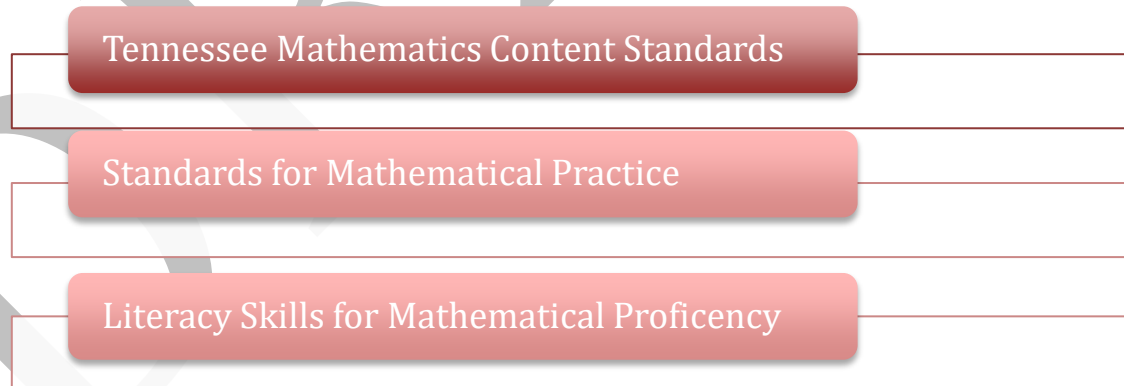 Tennessee Mathematics Content Standards
Standards for Mathematical Practice
Literacy Skills for Mathematical Proficency